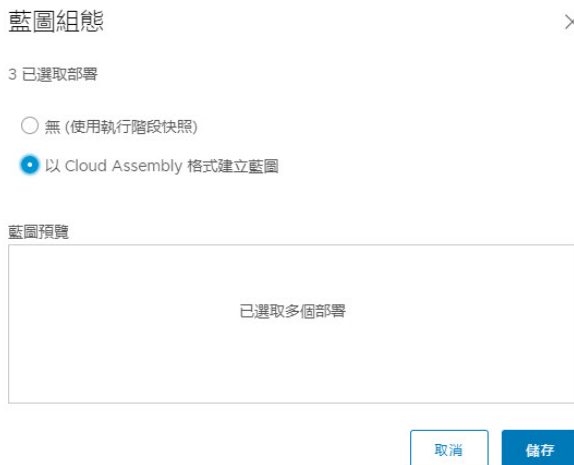 藍圖組態
3 已選取部署
無 (使用執行階段快照)
以 Cloud Assembly 格式建立藍圖
藍圖預覽
已選取多個部署
取消
儲存